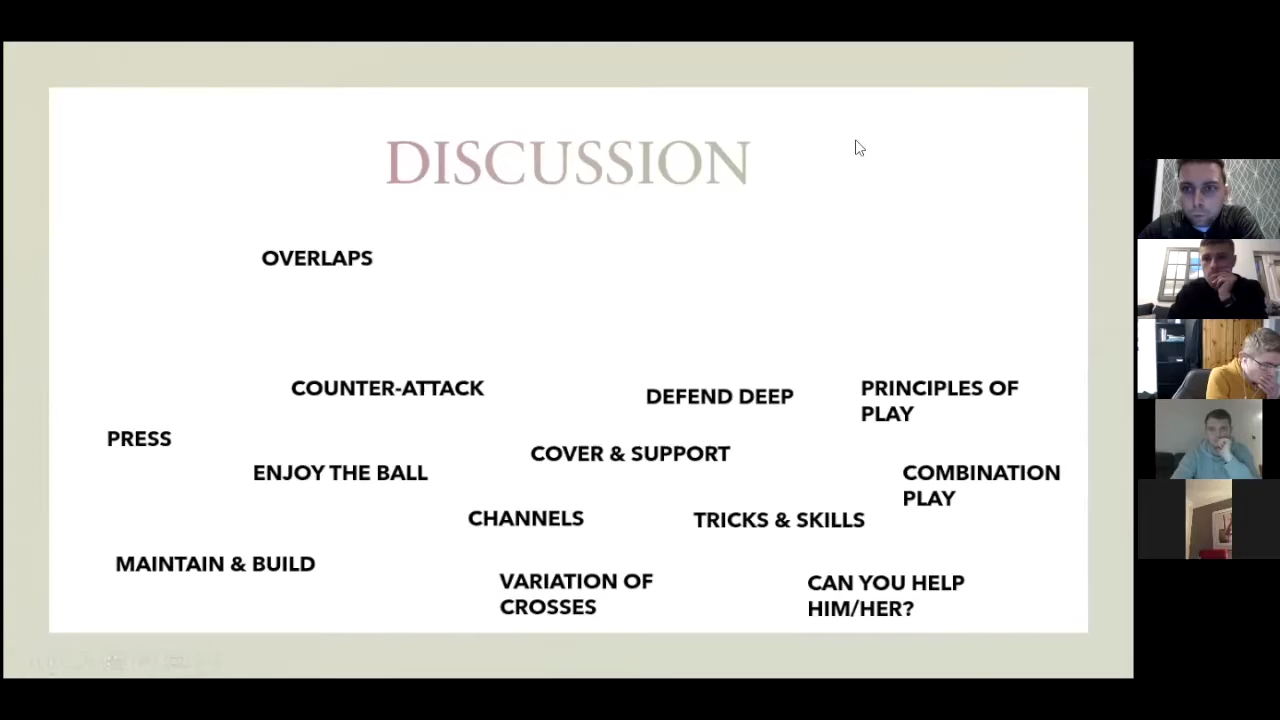 DISCUSSION
OVERLAPS
COUNTER-ATTACK
DEFEND DEEP
PRINCIPLES OF
PLAY
PRESS
COVER & SUPPORT
ENJOY THE BALL
COMBINATION
PLAY
CHANNELS
TRICKS & SKILLS
MAINTAIN & BUILD
VARIATION OF
CROSSES
CAN YOU HELP
HIM/HER?